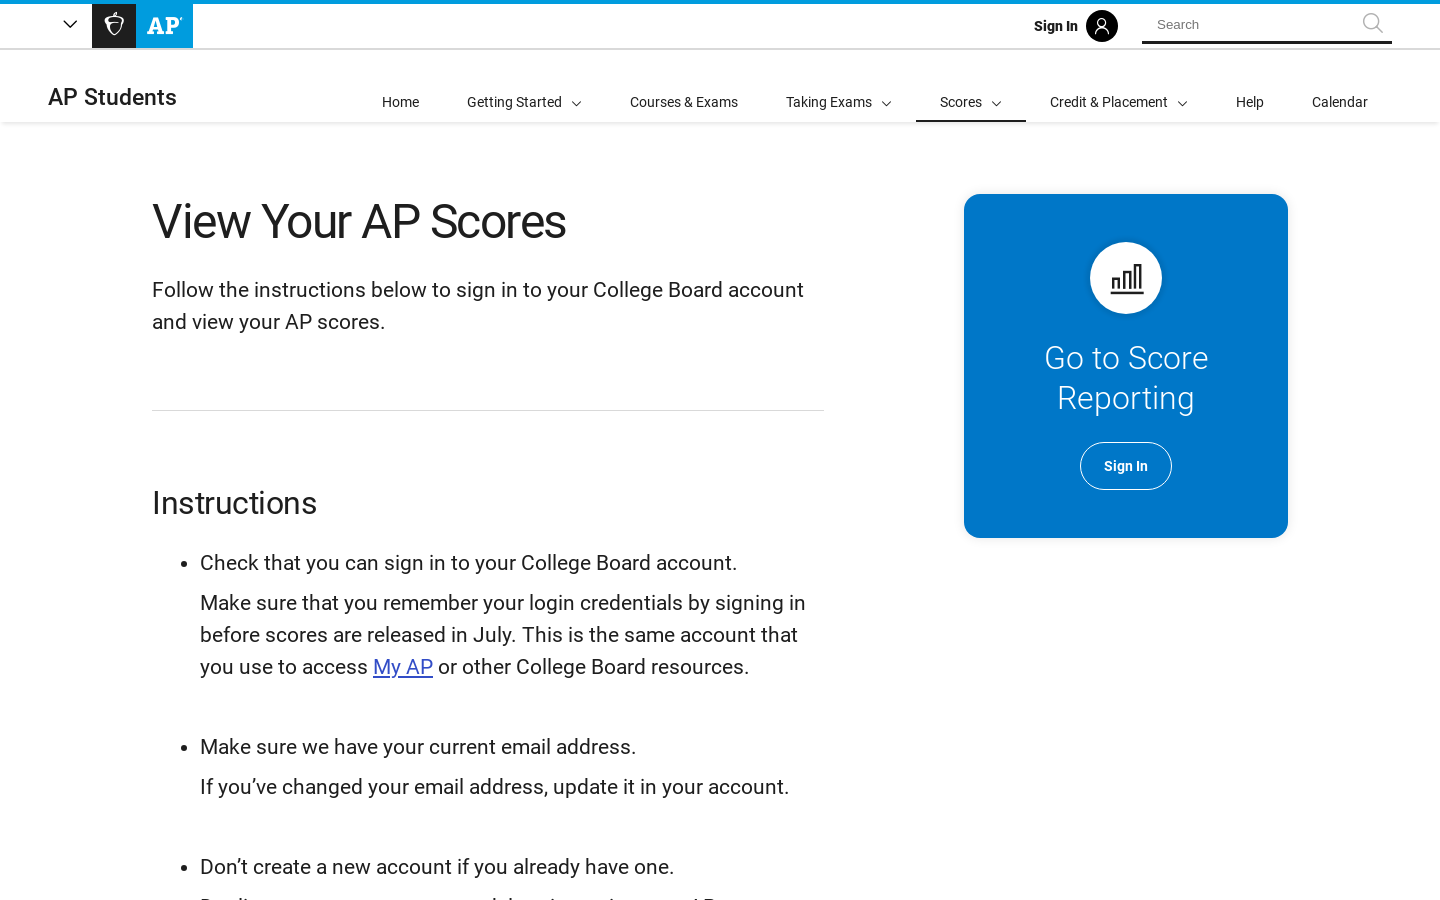 AP
Sign In
Search
AP Students
Home
Getting Started
Courses & Exams
Taking Exams
Scores
Credit & Placement
Help
Calendar
View Your AP Scores
Follow the instructions below to sign in to your College Board account
and view your AP scores.
Go to Score
Reporting
Sign In
Instructions
Check that you can sign in to your College Board account.
Make sure that you remember your login credentials by signing in
before scores are released in July. This is the same account that
you use to access My AP or other College Board resources.
Make sure we have your current email address.
If you’ve changed your email address, update it in your account.
Don’t create a new account if you already have one.